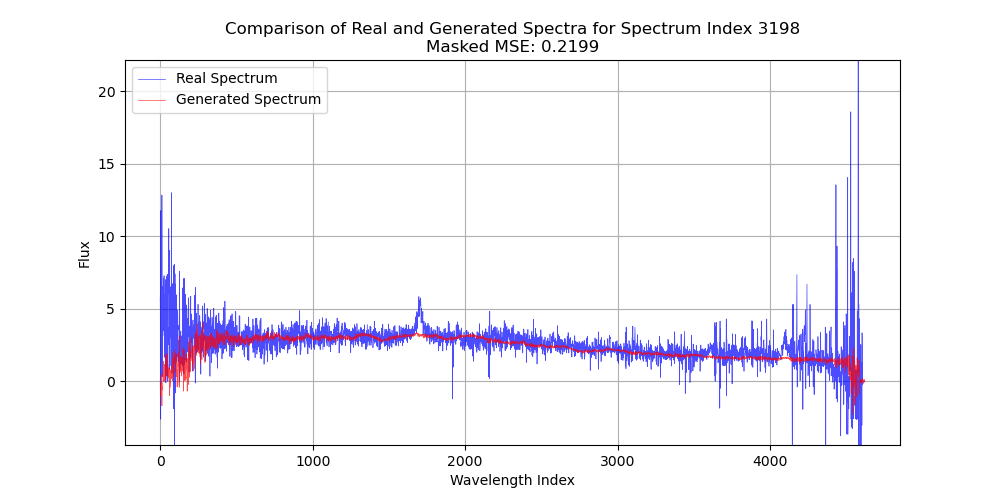 Comparison of Real and Generated Spectra for Spectrum Index 3198
Masked MSE: 0.2199
Real Spectrum
Generated Spectrum
Flux
20
15
10
5
0
0 1000 2000 3000 4000
Wavelength Index